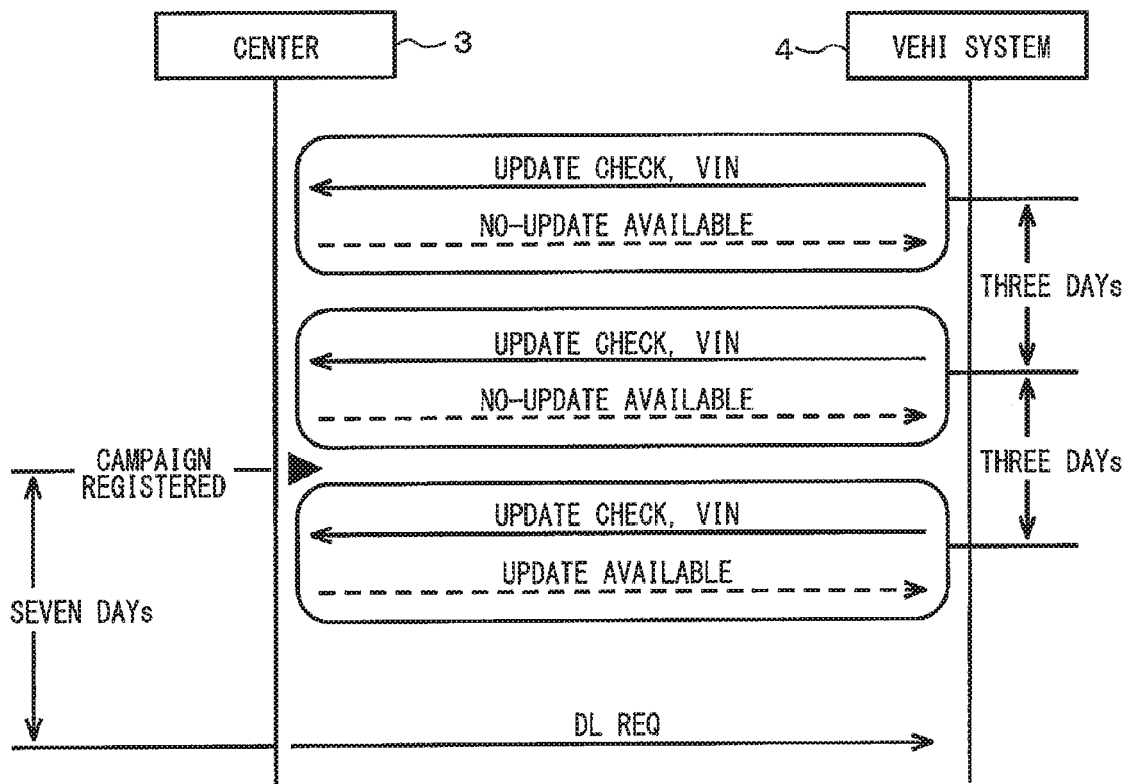 CENTER
3
4
VEHI SYSTEM
UPDATE CHECK, VIN
NO-UPDATE AVAILABLE
THREE DAYs
UPDATE CHECK, VIN
NO-UPDATE AVAILABLE
THREE DAYs
CAMPAIGN
REGISTERED
UPDATE CHECK, VIN
UPDATE AVAILABLE
SEVEN DAYs
DL REQ